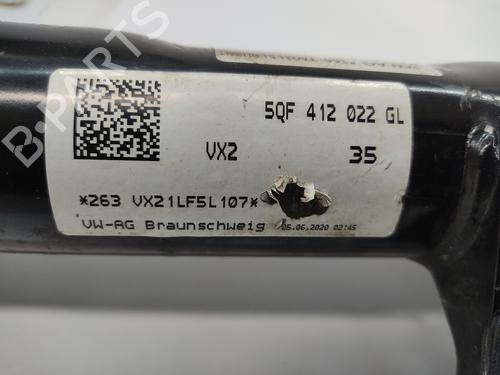 5QF 412 022 GL
VX2 35
*263 VX21LF5L107*
VW-AG Braunschweig 05.06.2020 02:45
B-PARTS